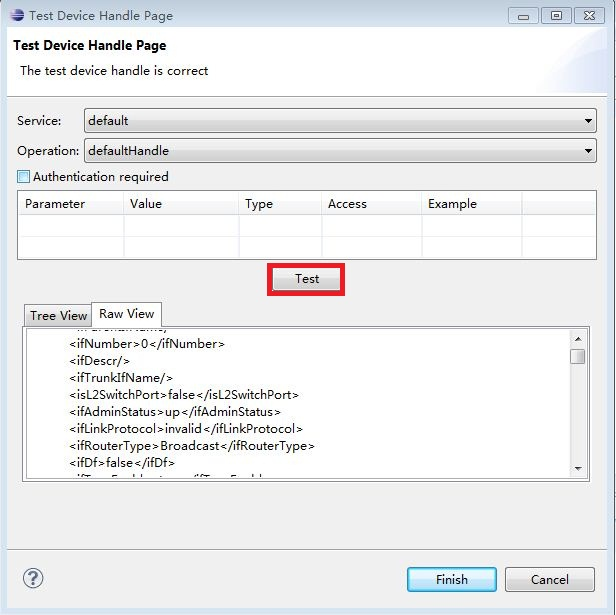 Test Device Handle Page
Test Device Handle Page
The test device handle is correct
Service: default
Operation: defaultHandle
Authentication required
Parameter Value Type Access Example
Test
Tree View Raw View
<ifNumber>0</ifNumber>
<ifDescr/>
<ifTrunkIfName/>
<isL2SwitchPort>false</isL2SwitchPort>
<ifAdminStatus>up</ifAdminStatus>
<ifLinkProtocol>invalid</ifLinkProtocol>
<ifRouterType>Broadcast</ifRouterType>
<ifDf>false</ifDf>
? Finish Cancel